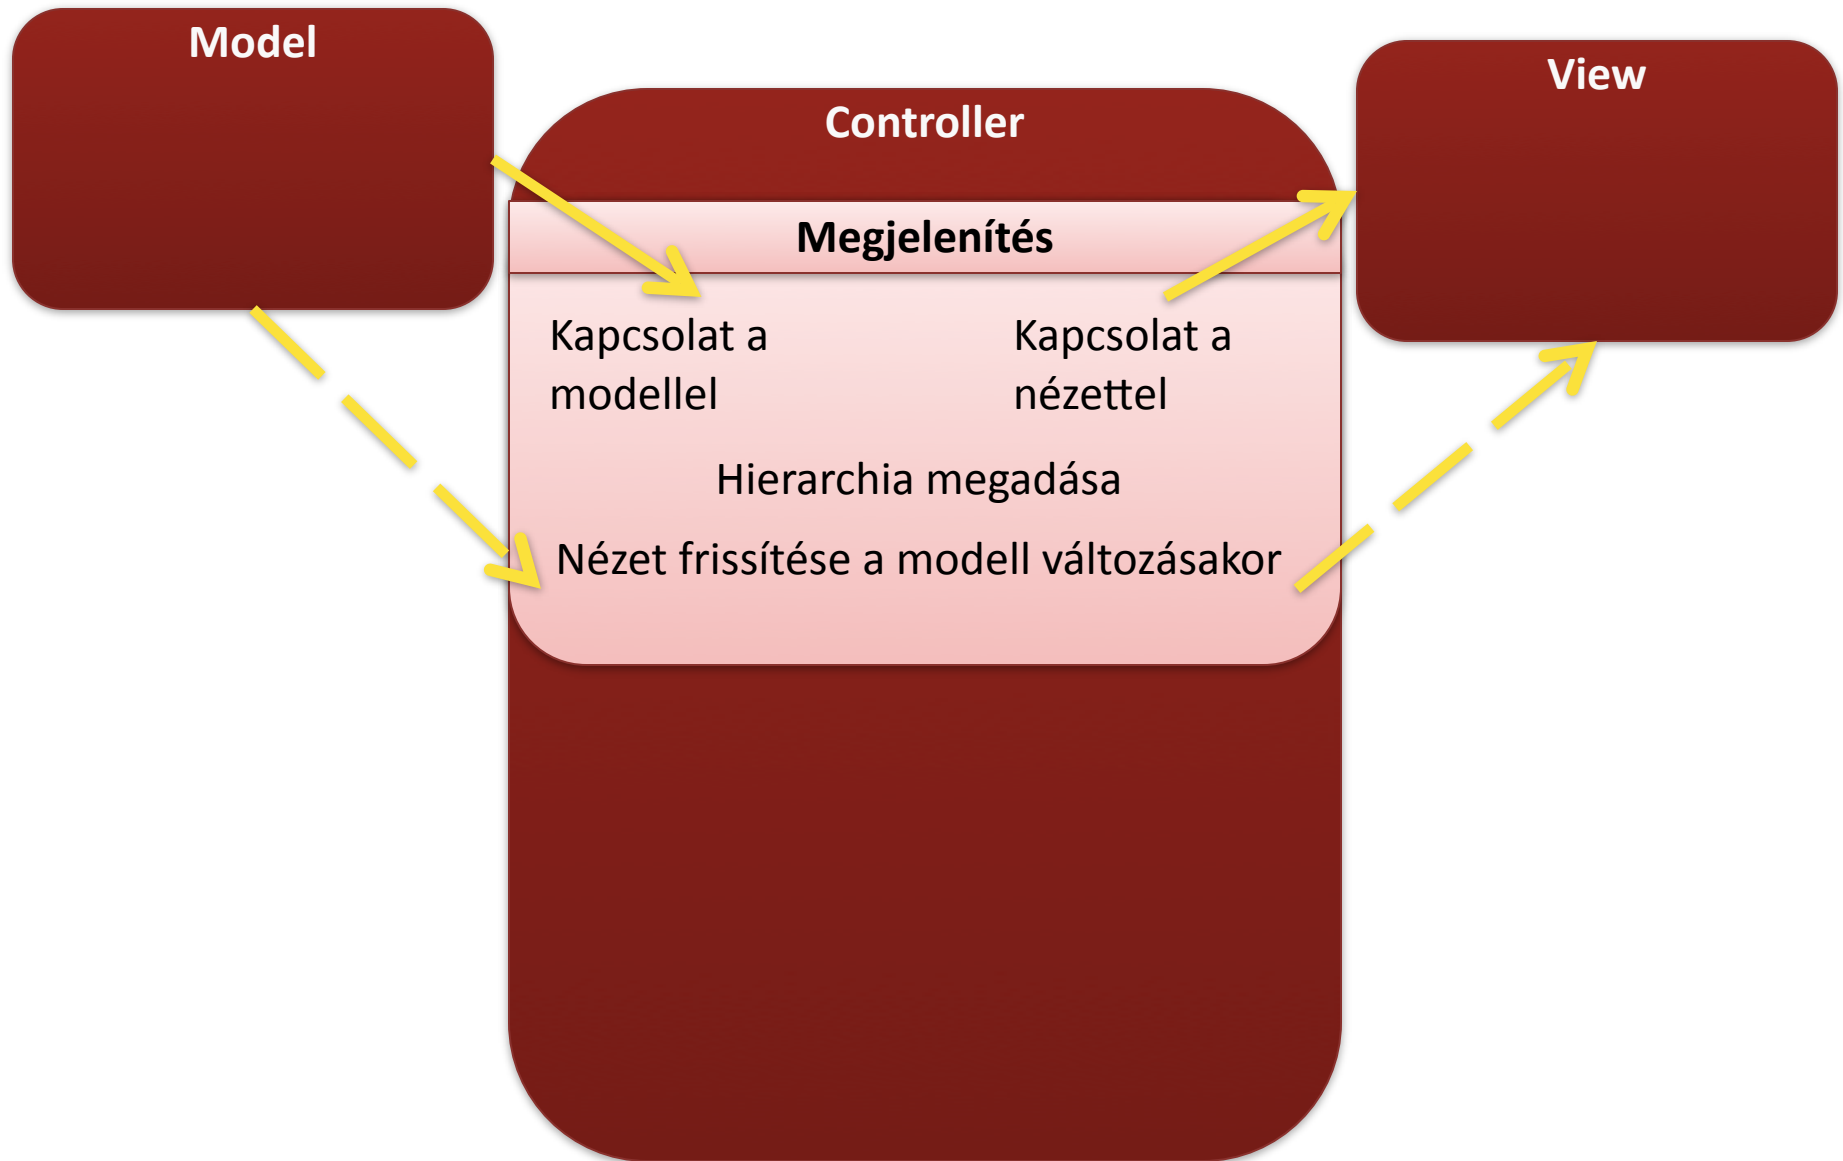 Model
View
Controller
Megjelenítés
Kapcsolat a
modellel
Kapcsolat a
nézettel
Hierarchia megadása
Nézet frissítése a modell változásakor